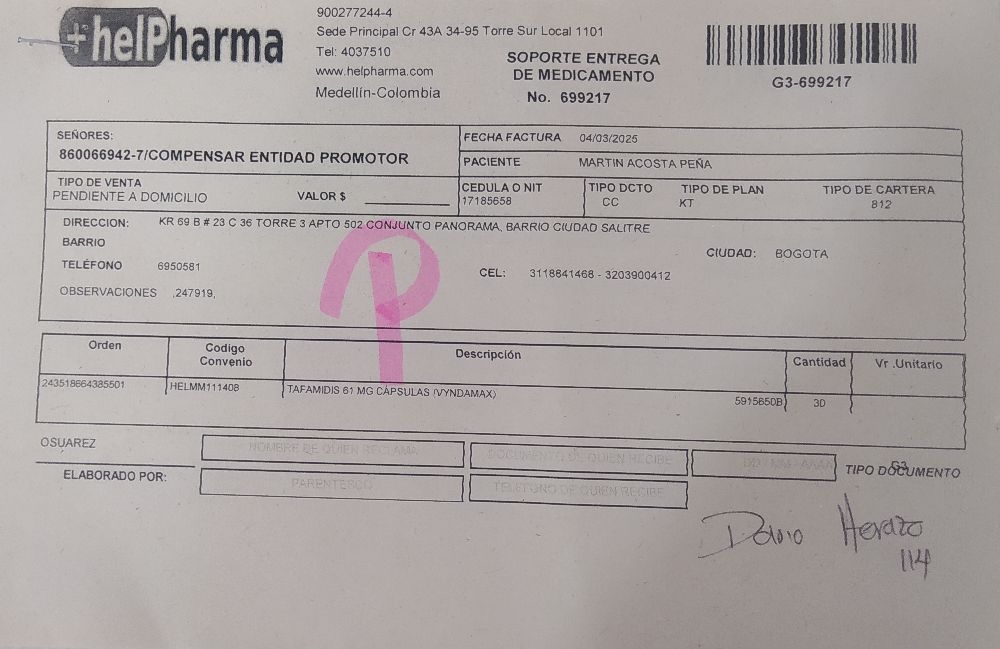 helPharma
900277244-4
Sede Principal Cr 43A 34-95 Torre Sur Local 1101
Tel: 4037510
www.helpharma.com
Medellín-Colombia
SOPORTE ENTREGA
DE MEDICAMENTO
No. 699217
G3-699217
SEÑORES:
860066942-7/COMPENSAR ENTIDAD PROMOTOR
FECHA FACTURA 04/03/2025
PACIENTE MARTIN ACOSTA PEÑA
TIPO DE VENTA
PENDIENTE A DOMICILIO
VALOR $
CEDULA O NIT
17185658
TIPO DCTO
CC
TIPO DE PLAN
KT
TIPO DE CARTERA
812
DIRECCION: KR 69 B # 23 C 36 TORRE 3 APTO 502 CONJUNTO PANORAMA, BARRIO CIUDAD SALITRE
BARRIO
CIUDAD: BOGOTA
TELÉFONO 6950581
CEL: 3118841468 - 3203900412
OBSERVACIONES ,247919,
P
Orden
Codigo
Convenio
Descripción
Cantidad
Vr .Unitario
243518664385501
HELMM111408
TAFAMIDIS 61 MG CÁPSULAS (VYNDAMAX)
5915650B
30
OSUAREZ
ELABORADO POR:
NOMBRE DE QUIEN RECLAMA
DOCUMENTO DE QUIEN RECIBE
DD / MM / AAAA
G3
TIPO DOCUMENTO
PARENTESCO
TELEFONO DE QUIEN RECIBE
Herazo
114